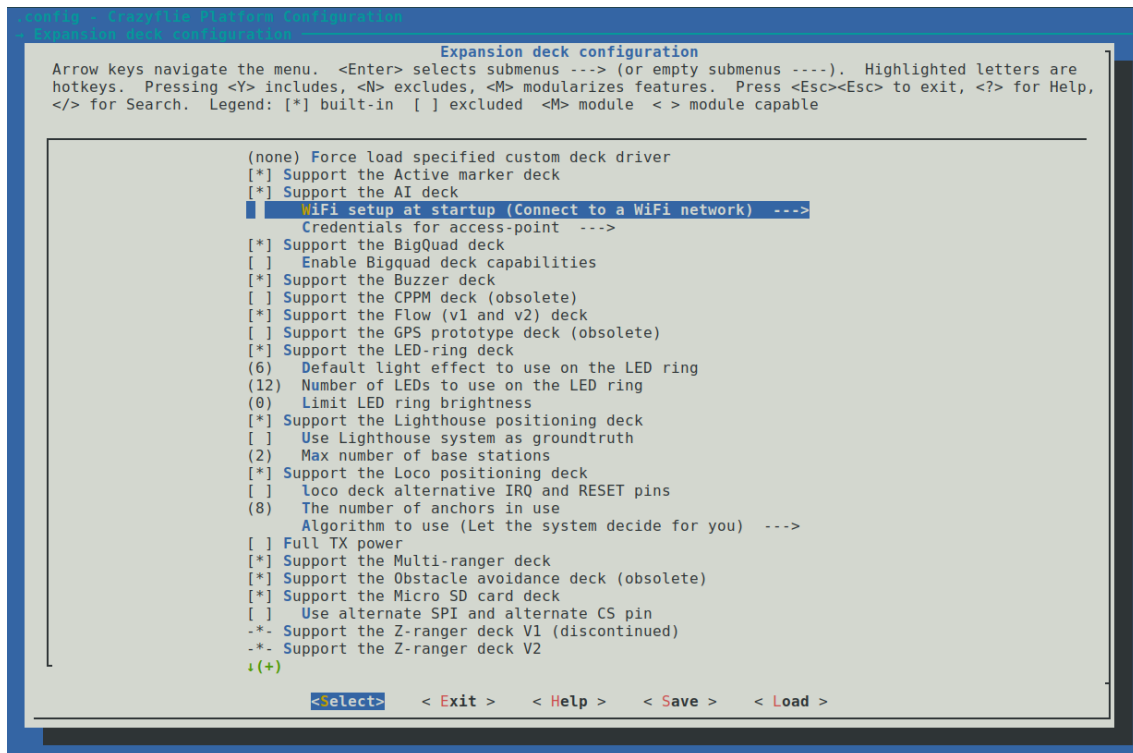 .config - Crazyflie Platform Configuration
→ Expansion deck configuration
Expansion deck configuration
Arrow keys navigate the menu.  <Enter> selects submenus ---> (or empty submenus ----).  Highlighted letters are
hotkeys.  Pressing <Y> includes, <N> excludes, <M> modularizes features.  Press <Esc><Esc> to exit, <?> for Help,
</> for Search.  Legend: [*] built-in  [ ] excluded  <M> module  < > module capable
(none) Force load specified custom deck driver
[*] Support the Active marker deck
[*] Support the AI deck
WiFi setup at startup (Connect to a WiFi network)  --->
Credentials for access-point  --->
[*] Support the BigQuad deck
[ ]   Enable Bigquad deck capabilities
[*] Support the Buzzer deck
[ ] Support the CPPM deck (obsolete)
[*] Support the Flow (v1 and v2) deck
[ ] Support the GPS prototype deck (obsolete)
[*] Support the LED-ring deck
(6)   Default light effect to use on the LED ring
(12)  Number of LEDs to use on the LED ring
(0)   Limit LED ring brightness
[*] Support the Lighthouse positioning deck
[ ]   Use Lighthouse system as groundtruth
(2)   Max number of base stations
[*] Support the Loco positioning deck
[ ]   loco deck alternative IRQ and RESET pins
(8)   The number of anchors in use
Algorithm to use (Let the system decide for you)  --->
[ ] Full TX power
[*] Support the Multi-ranger deck
[*] Support the Obstacle avoidance deck (obsolete)
[*] Support the Micro SD card deck
[ ]   Use alternate SPI and alternate CS pin
-*- Support the Z-ranger deck V1 (discontinued)
-*- Support the Z-ranger deck V2
↓(+)
<Select>    < Exit >    < Help >    < Save >    < Load >